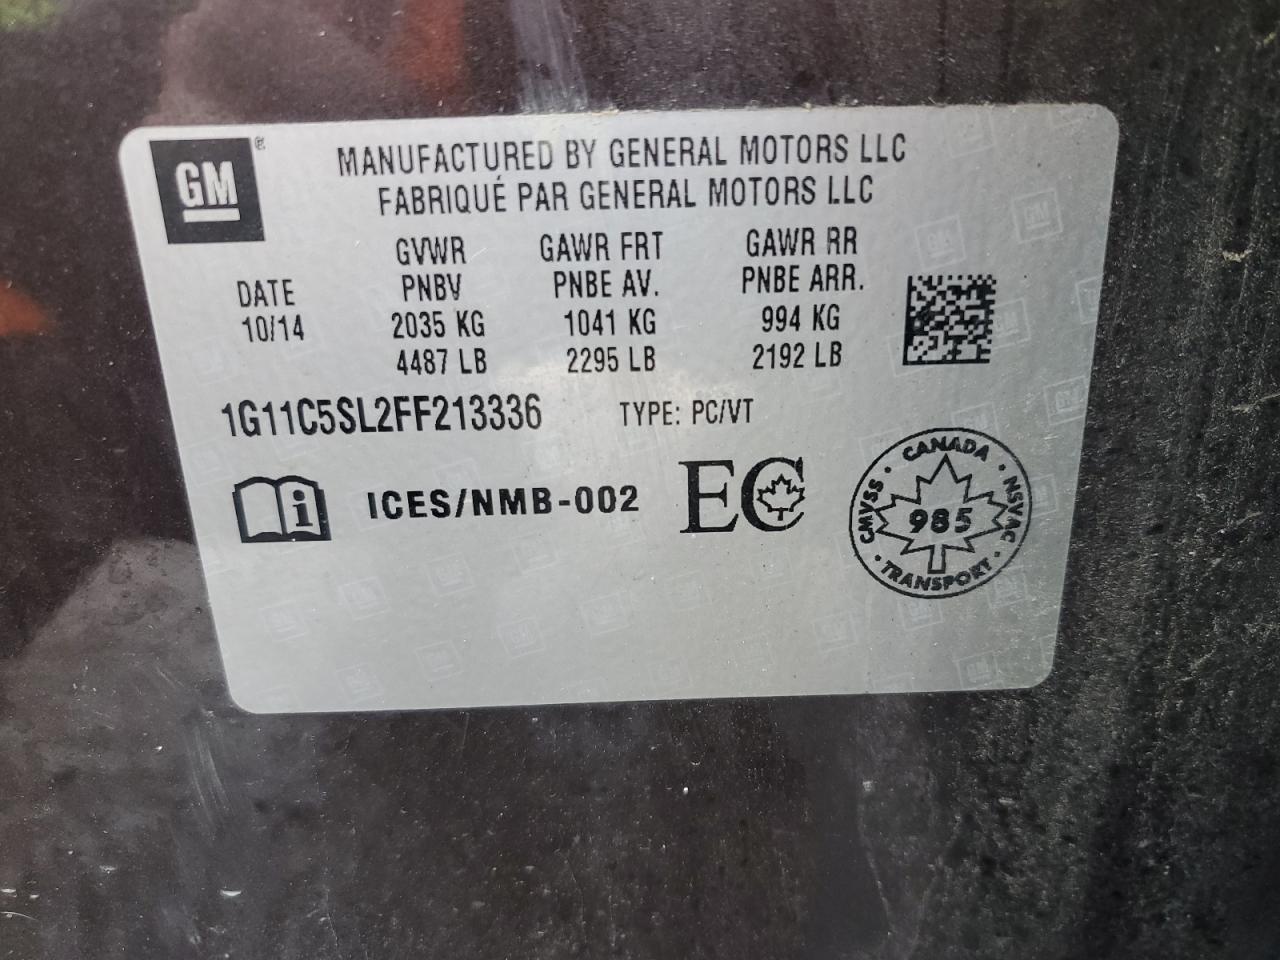 GM
MANUFACTURED BY GENERAL MOTORS LLC
FABRIQUÉ PAR GENERAL MOTORS LLC
GVWR GAWR FRT GAWR RR
DATE PNBV PNBE AV. PNBE ARR.
10/14 2035 KG 1041 KG 994 KG
4487 LB 2295 LB 2192 LB
1G11C5SL2FF213336 TYPE: PC/VT
i ICES/NMB-002 EC
CANADA
CMVSS 985 NSVAC
TRANSPORT